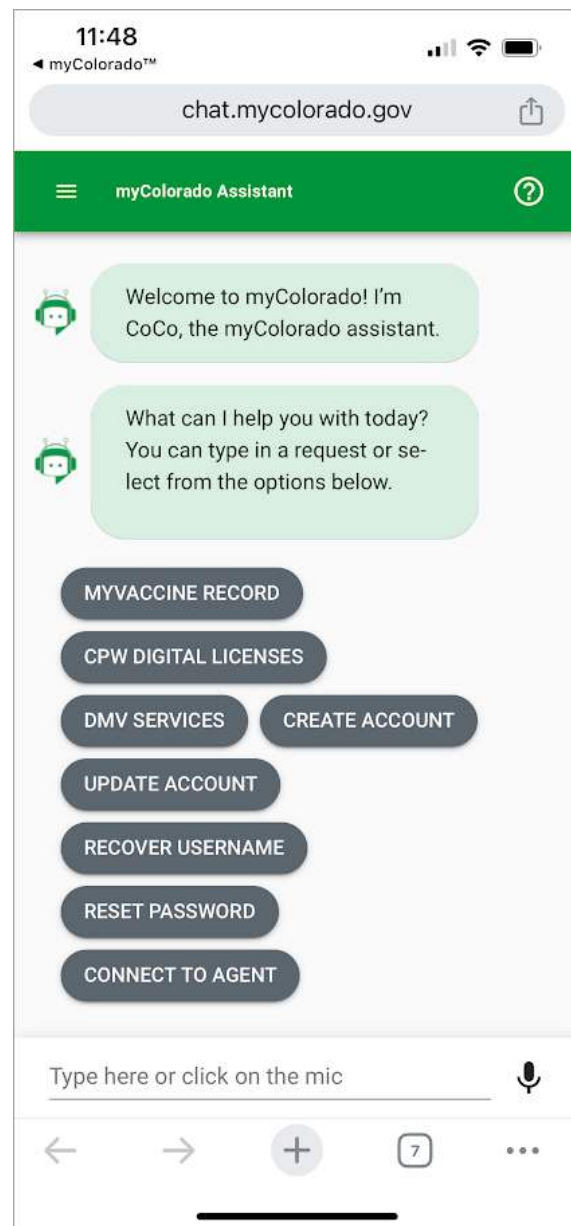 11:48
◀ myColorado™
chat.mycolorado.gov
myColorado Assistant
Welcome to myColorado! I'm
CoCo, the myColorado assistant.
What can I help you with today?
You can type in a request or se-
lect from the options below.
MYVACCINE RECORD
CPW DIGITAL LICENSES
DMV SERVICES CREATE ACCOUNT
UPDATE ACCOUNT
RECOVER USERNAME
RESET PASSWORD
CONNECT TO AGENT
Type here or click on the mic
7